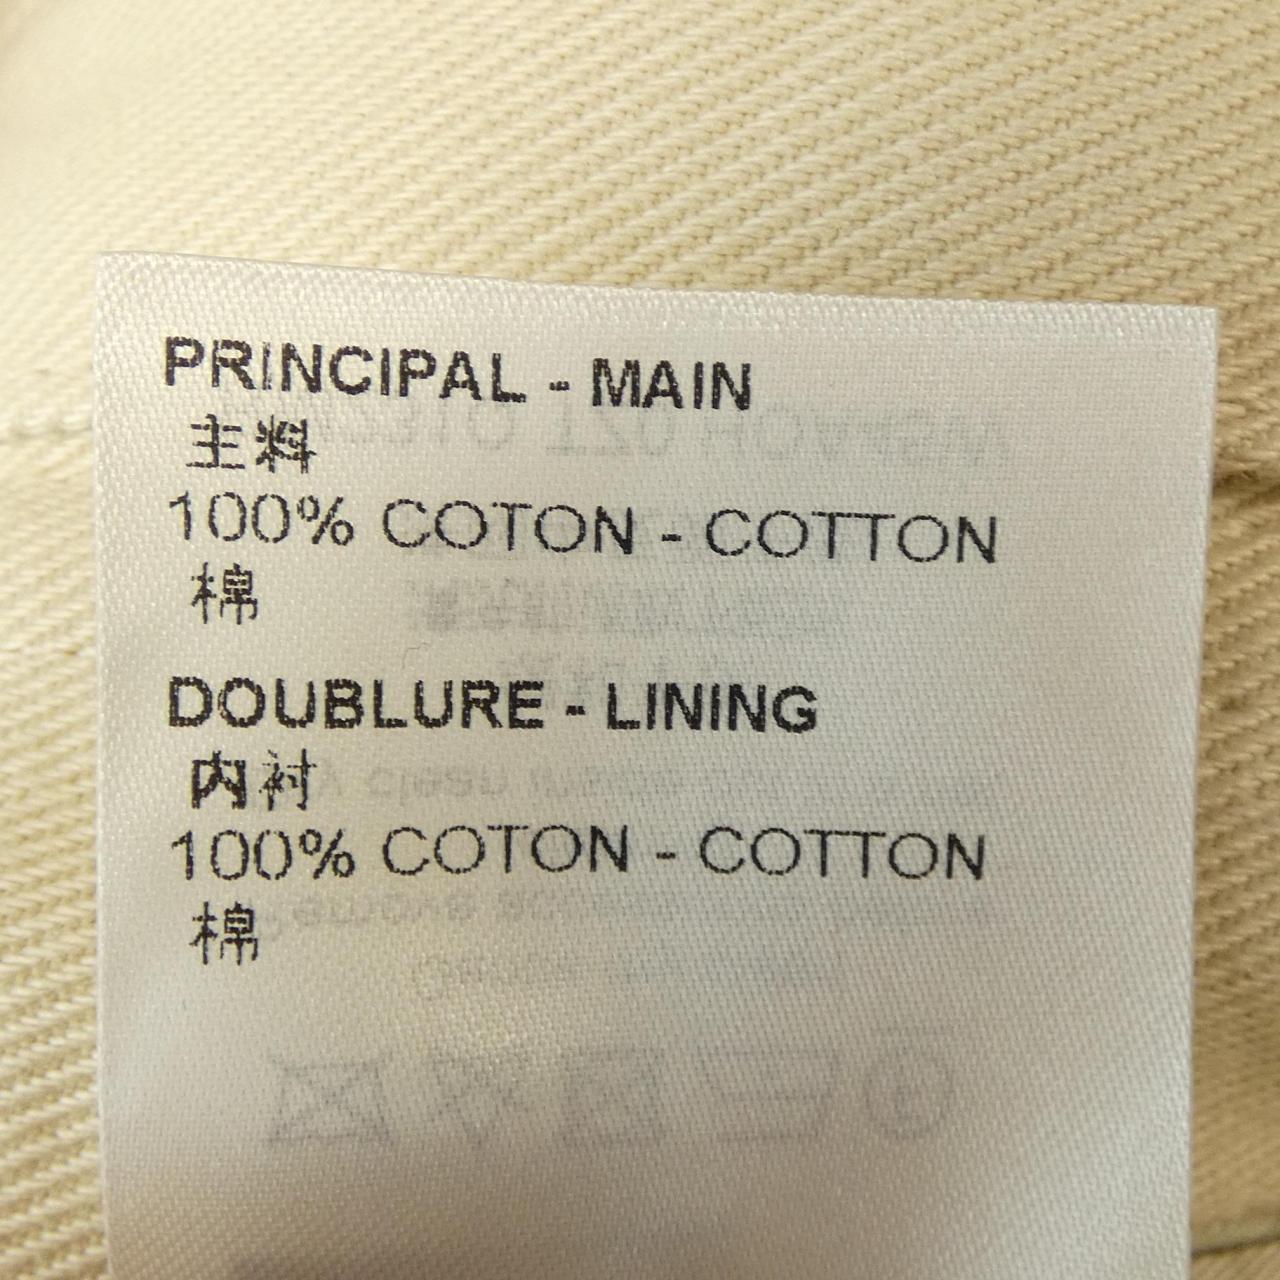 PRINCIPAL - MAIN
主料
100% COTON - COTTON
棉
DOUBLURE - LINING
内衬
100% COTON - COTTON
棉